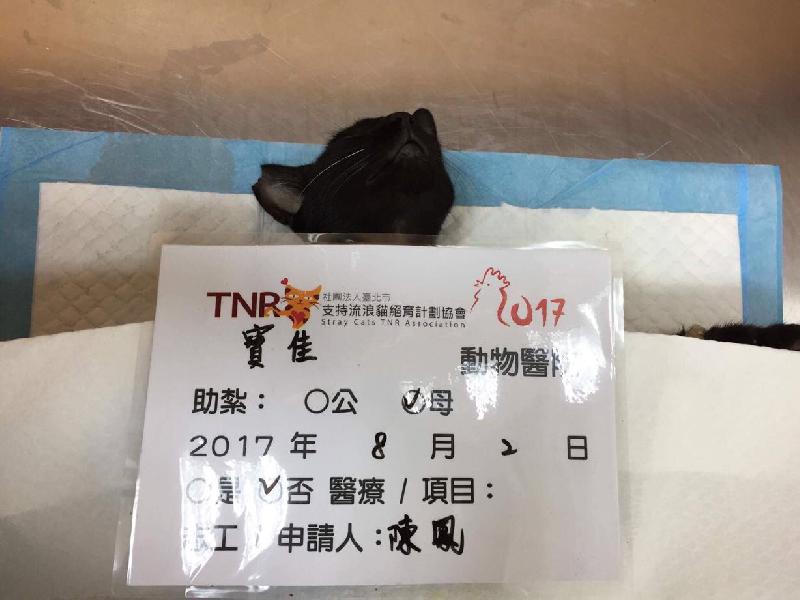 TNR 社團法人臺北市
支持流浪貓絕育計劃協會
Stray Cats TNR Association
2017
寶佳 動物醫
助紮： ○公 ✓母
2017 年 8 月 2 日
○是 ✓否 醫療 / 項目：
志工 / 申請人：陳鳳